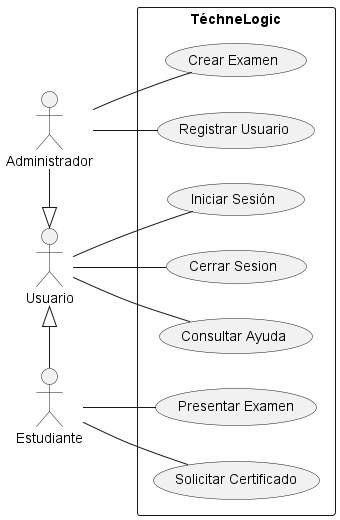 TéchneLogic
Crear Examen
Registrar Usuario
Administrador
Iniciar Sesión
Cerrar Sesion
Usuario
Consultar Ayuda
Presentar Examen
Estudiante
Solicitar Certificado